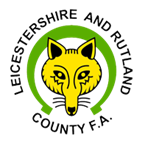 LEICESTERSHIRE AND RUTLAND
COUNTY F.A.